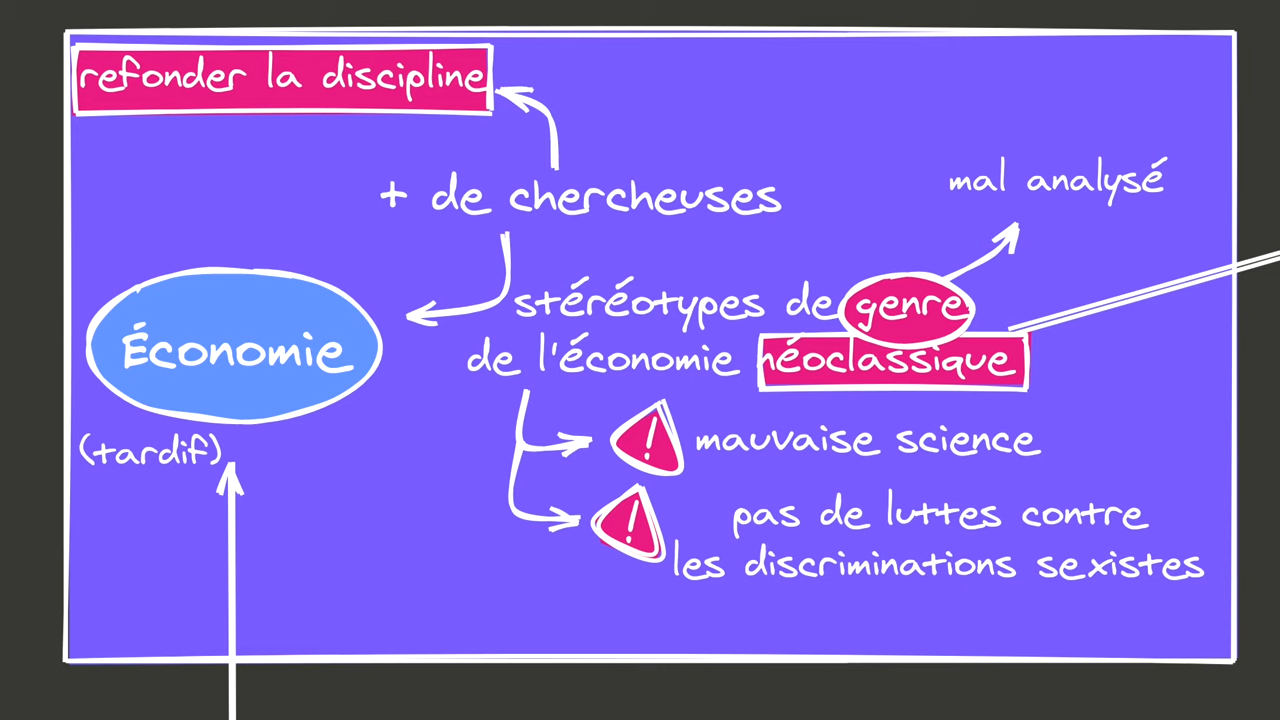 refonder la discipline
+ de chercheuses
mal analysé
stéréotypes de genre
de l'économie néoclassique
Économie
(tardif)
! mauvaise science
! pas de luttes contre
les discriminations sexistes